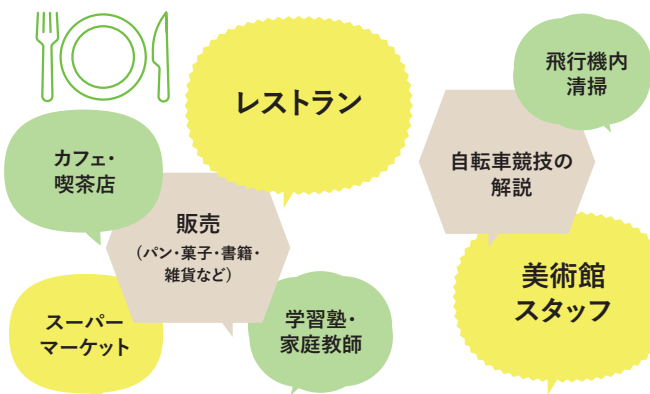 レストラン
飛行機内
清掃
カフェ・
喫茶店
自転車競技の
解説
販売
(パン・菓子・書籍・
雑貨など)
美術館
スタッフ
スーパー
マーケット
学習塾・
家庭教師